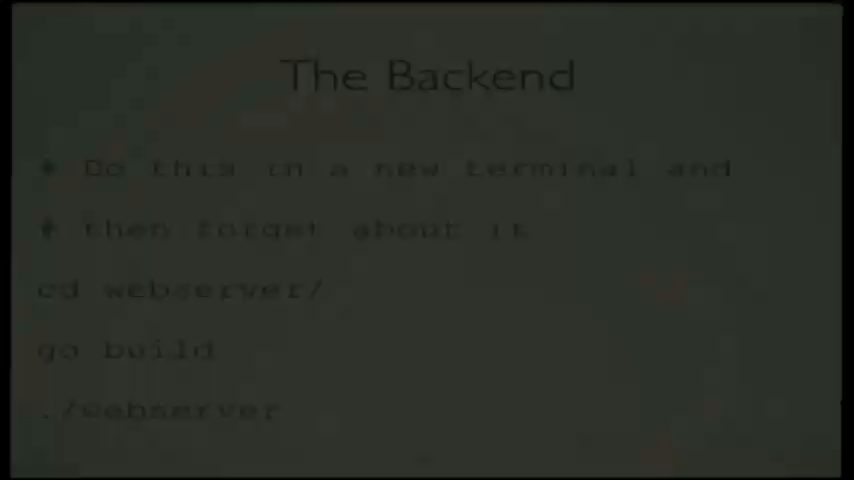 The Backend
# Do this in a new terminal and
# then forget about it
cd webserver/
go build
./webserver